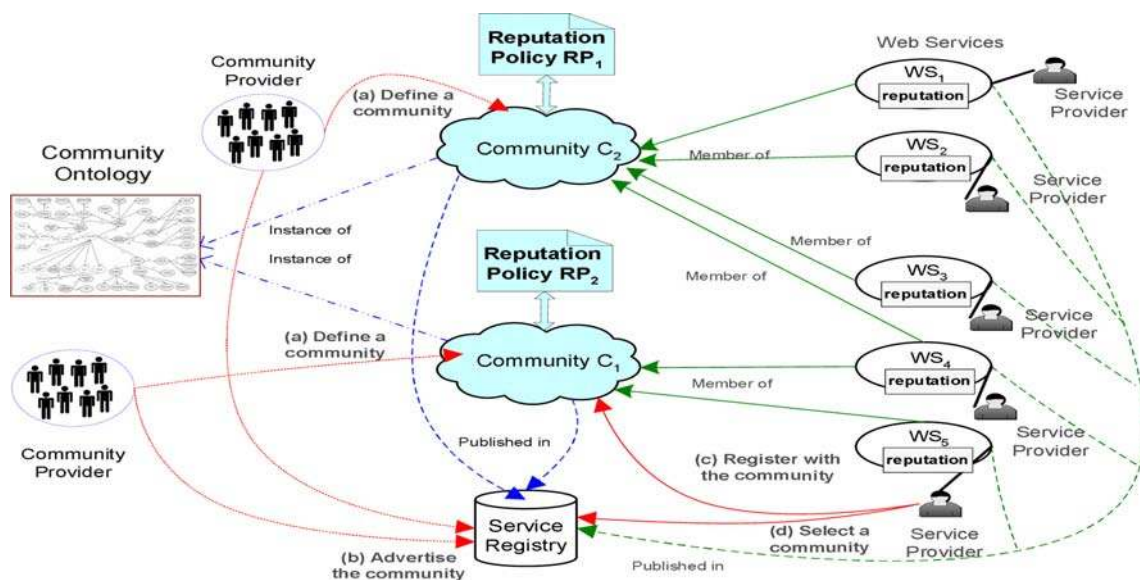 Reputation
Policy RP1
Community
Provider
(a) Define a
community
Community C2
Web Services
WS1
reputation
Service
Provider
Member of
WS2
reputation
Service
Provider
Community
Ontology
Instance of
Instance of
Reputation
Policy RP2
Member of
Member of
WS3
reputation
Service
Provider
(a) Define a
community
Community C1
WS4
reputation
Member of
Service
Provider
WS5
reputation
Community
Provider
Published in
(c) Register with
the community
Service
Registry
(d) Select a
community
Service
Provider
(b) Advertise
the community
Published in